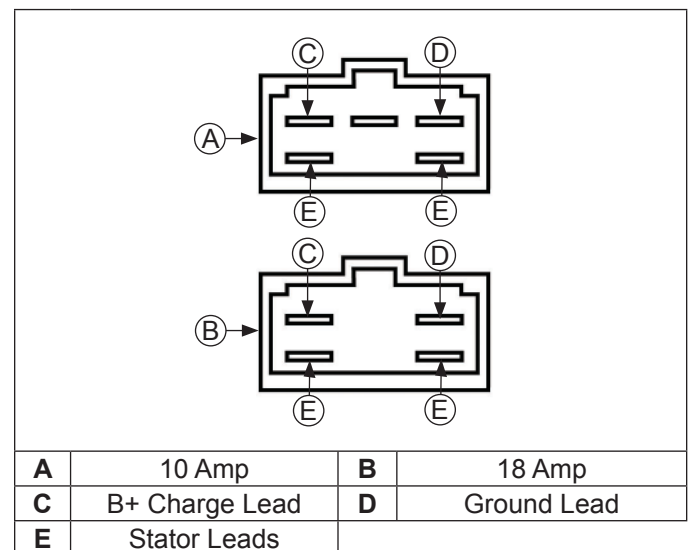 C D
A
E E
C D
B
E E
A 10 Amp B 18 Amp
C B+ Charge Lead D Ground Lead
E Stator Leads